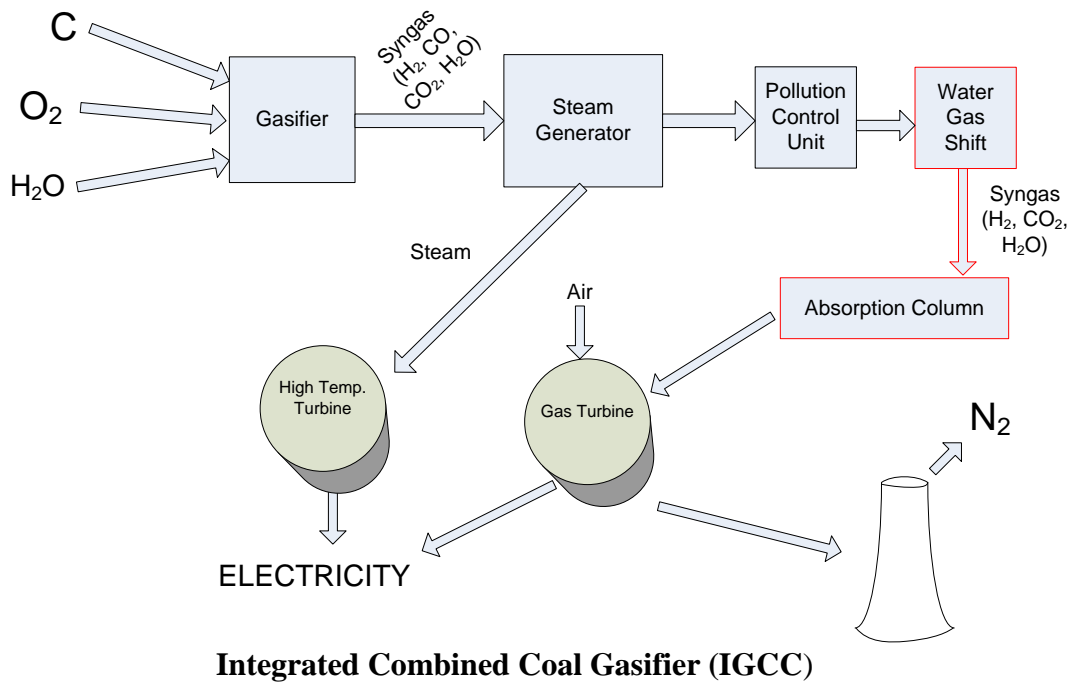 C
O₂
H₂O
Gasifier
Syngas
(H₂, CO,
CO₂, H₂O)
Steam
Generator
Pollution
Control
Unit
Water
Gas
Shift
Syngas
(H₂, CO₂,
H₂O)
Steam
Air
Absorption Column
High Temp.
Turbine
Gas Turbine
N₂
ELECTRICITY
Integrated Combined Coal Gasifier (IGCC)